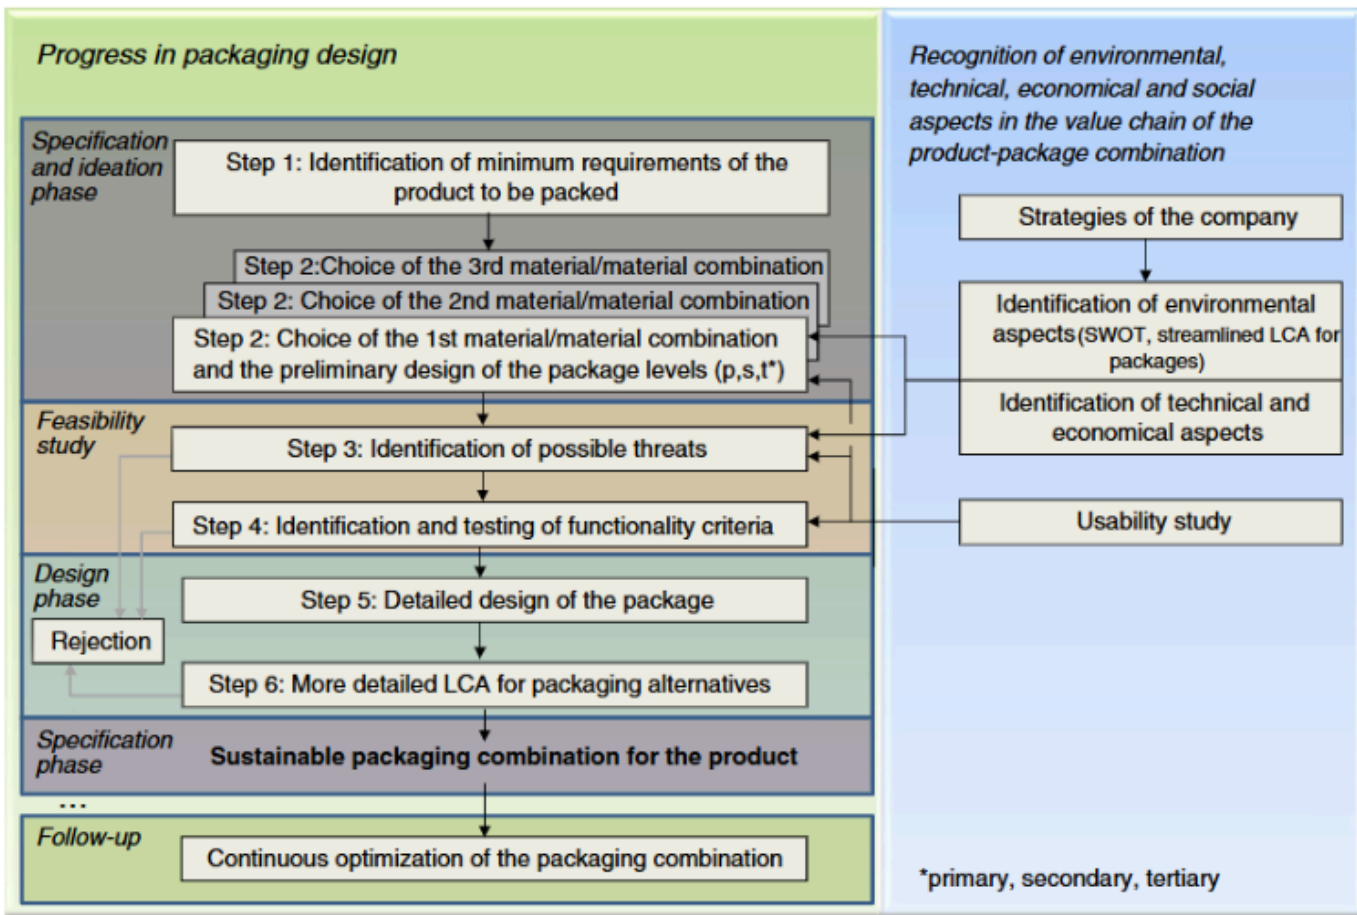 Progress in packaging design
Specification
and ideation
phase
Step 1: Identification of minimum requirements of the
product to be packed
Step 2:Choice of the 3rd material/material combination
Step 2: Choice of the 2nd material/material combination
Step 2: Choice of the 1st material/material combination
and the preliminary design of the package levels (p,s,t*)
Feasibility
study
Step 3: Identification of possible threats
Step 4: Identification and testing of functionality criteria
Design
phase
Step 5: Detailed design of the package
Rejection
Step 6: More detailed LCA for packaging alternatives
Specification
phase
Sustainable packaging combination for the product
...
Follow-up
Continuous optimization of the packaging combination
Recognition of environmental,
technical, economical and social
aspects in the value chain of the
product-package combination
Strategies of the company
Identification of environmental
aspects(SWOT, streamlined LCA for
packages)
Identification of technical and
economical aspects
Usability study
*primary, secondary, tertiary